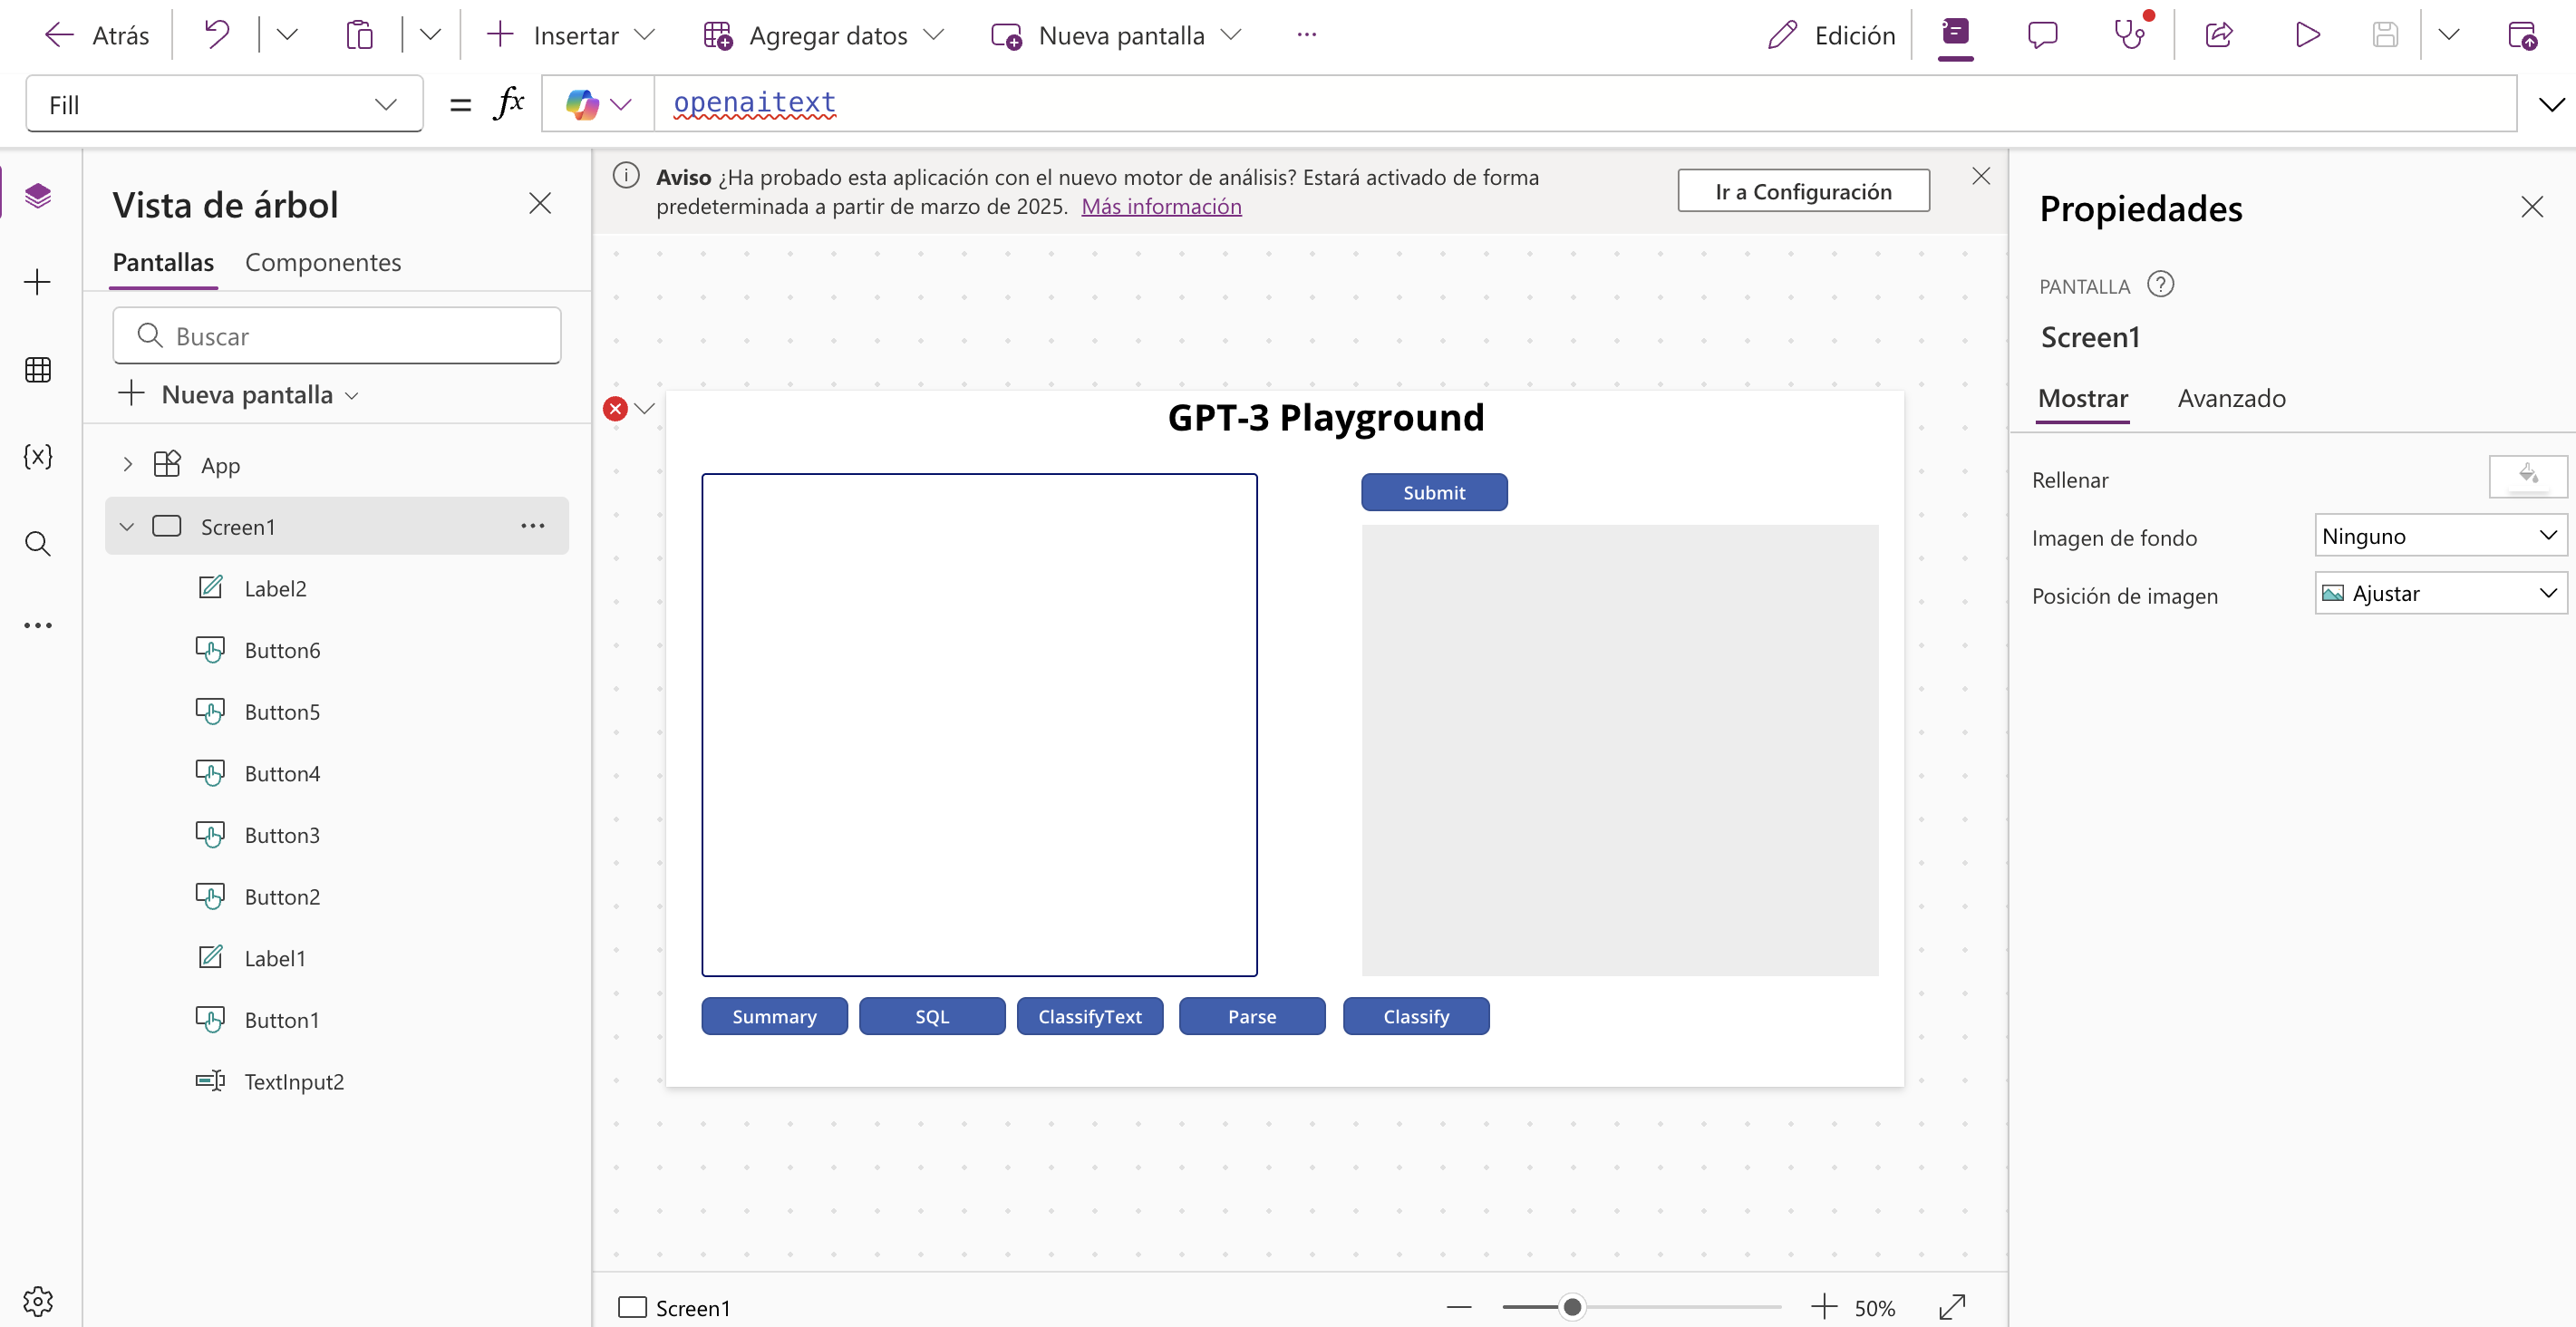 Atrás
Insertar
Agregar datos
Nueva pantalla
Edición
Fill
= fx
openaitext
Vista de árbol
Pantallas
Componentes
Buscar
Nueva pantalla
App
Screen1
Label2
Button6
Button5
Button4
Button3
Button2
Label1
Button1
TextInput2
Aviso ¿Ha probado esta aplicación con el nuevo motor de análisis? Estará activado de forma
predeterminada a partir de marzo de 2025. Más información
Ir a Configuración
GPT-3 Playground
Submit
Summary
SQL
ClassifyText
Parse
Classify
Screen1
50%
Propiedades
PANTALLA
Screen1
Mostrar
Avanzado
Rellenar
Imagen de fondo
Ninguno
Posición de imagen
Ajustar